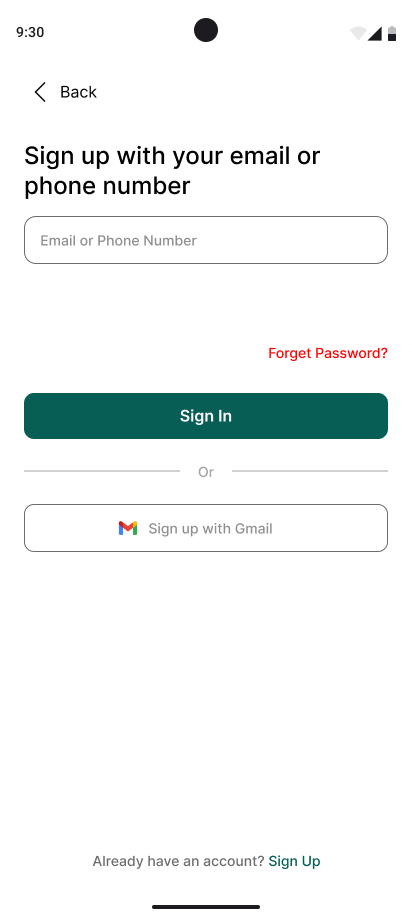 9:30
Back
Sign up with your email or
phone number
Email or Phone Number
Forget Password?
Sign In
Or
Sign up with Gmail
Already have an account? Sign Up